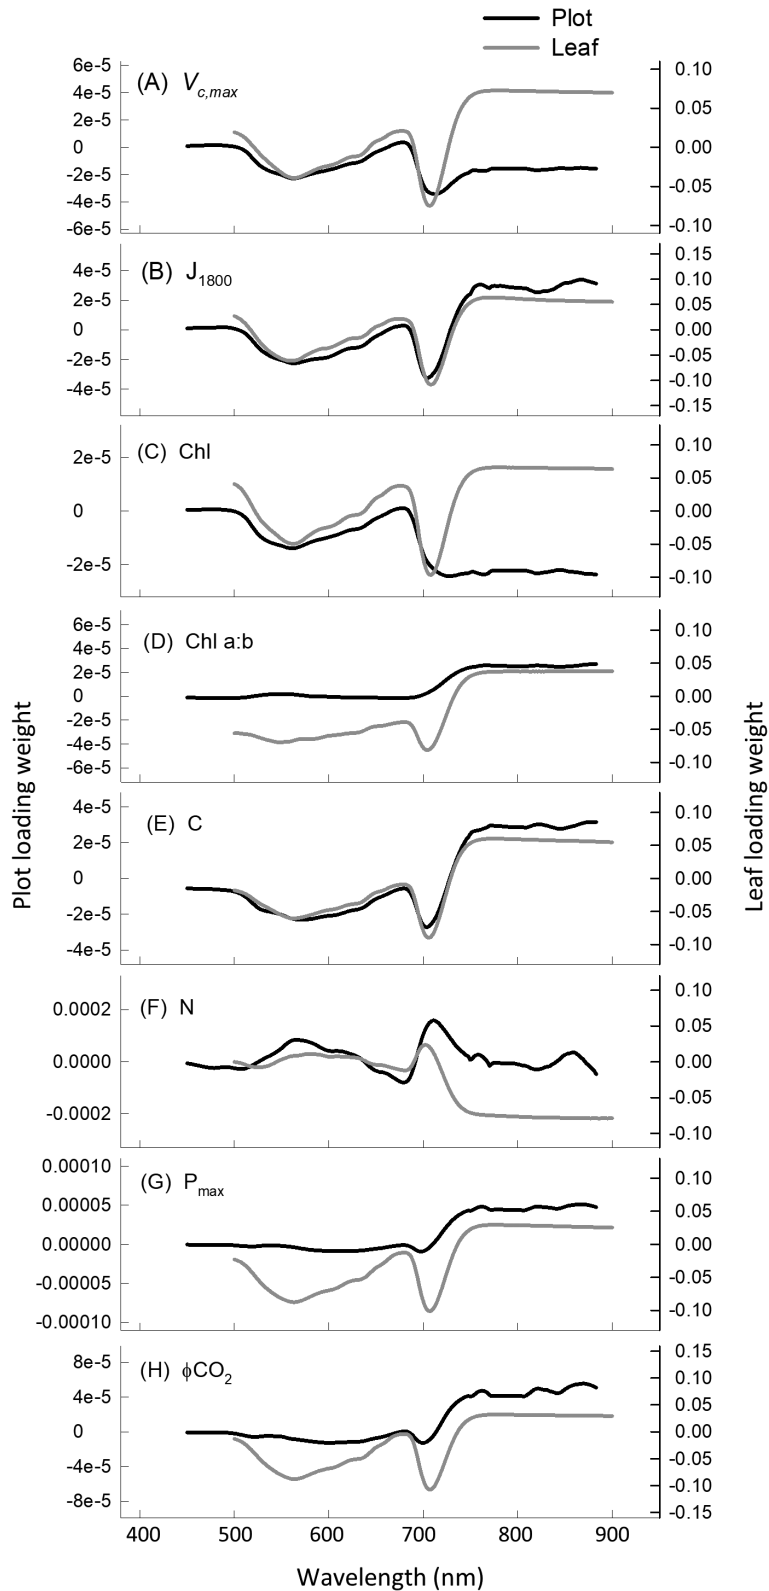 Plot
Leaf
(A) Vc,max
6e-5
4e-5
2e-5
0
-2e-5
-4e-5
-6e-5
0.10
0.05
0.00
-0.05
-0.10
(B) J1800
4e-5
2e-5
0
-2e-5
-4e-5
0.15
0.10
0.05
0.00
-0.05
-0.10
-0.15
(C) Chl
2e-5
0
-2e-5
0.10
0.05
0.00
-0.05
-0.10
(D) Chl a:b
6e-5
4e-5
2e-5
0
-2e-5
-4e-5
-6e-5
0.10
0.05
0.00
-0.05
-0.10
Plot loading weight
Leaf loading weight
(E) C
4e-5
2e-5
0
-2e-5
-4e-5
0.10
0.05
0.00
-0.05
-0.10
(F) N
0.0002
0.0000
-0.0002
0.10
0.05
0.00
-0.05
-0.10
(G) Pmax
0.00010
0.00005
0.00000
-0.00005
-0.00010
0.10
0.05
0.00
-0.05
-0.10
(H) ϕCO2
8e-5
4e-5
0
-4e-5
-8e-5
0.15
0.10
0.05
0.00
-0.05
-0.10
-0.15
400 500 600 700 800 900
Wavelength (nm)